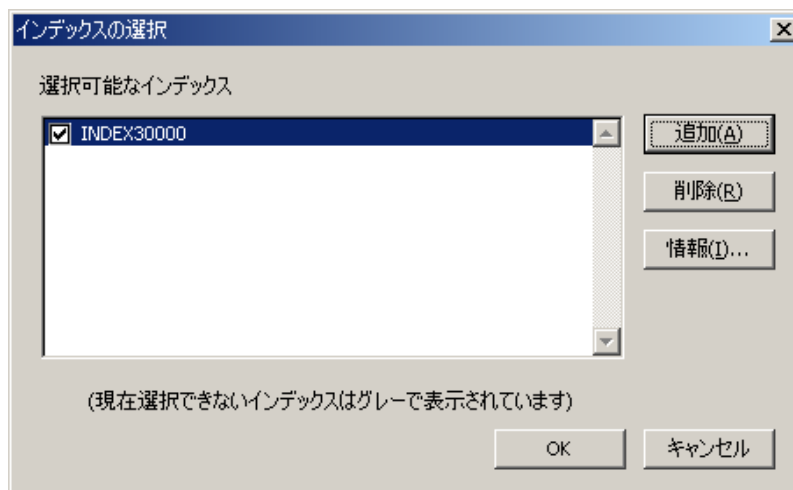 インデックスの選択
選択可能なインデックス
INDEX30000
追加(A)
削除(R)
情報(I)...
(現在選択できないインデックスはグレーで表示されています)
OK
キャンセル